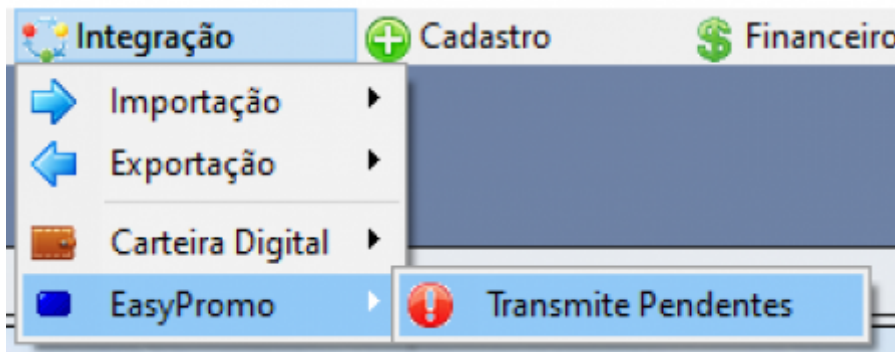 Integração Cadastro Financeiro
Importação
Exportação
Carteira Digital
EasyPromo Transmite Pendentes